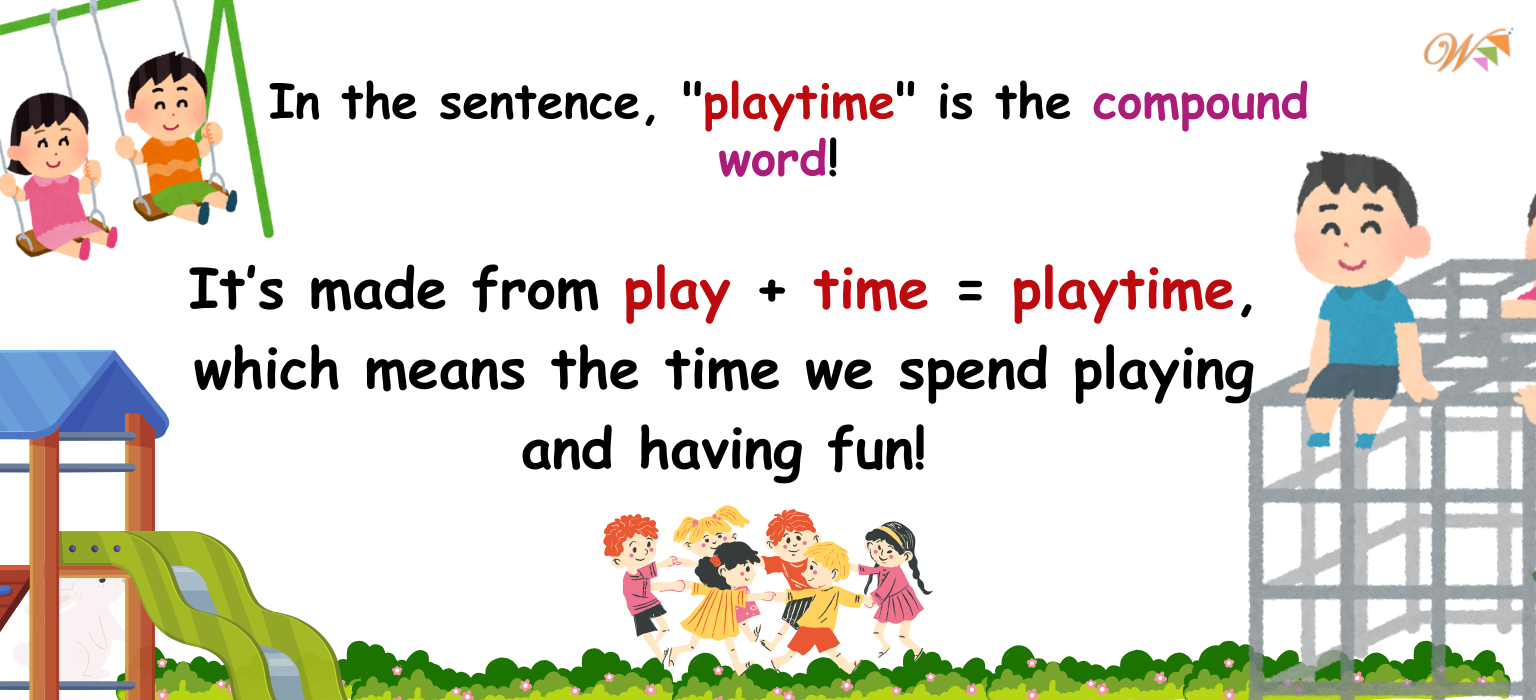 In the sentence, "playtime" is the compound
word!
It's made from play + time = playtime,
which means the time we spend playing
and having fun!
W